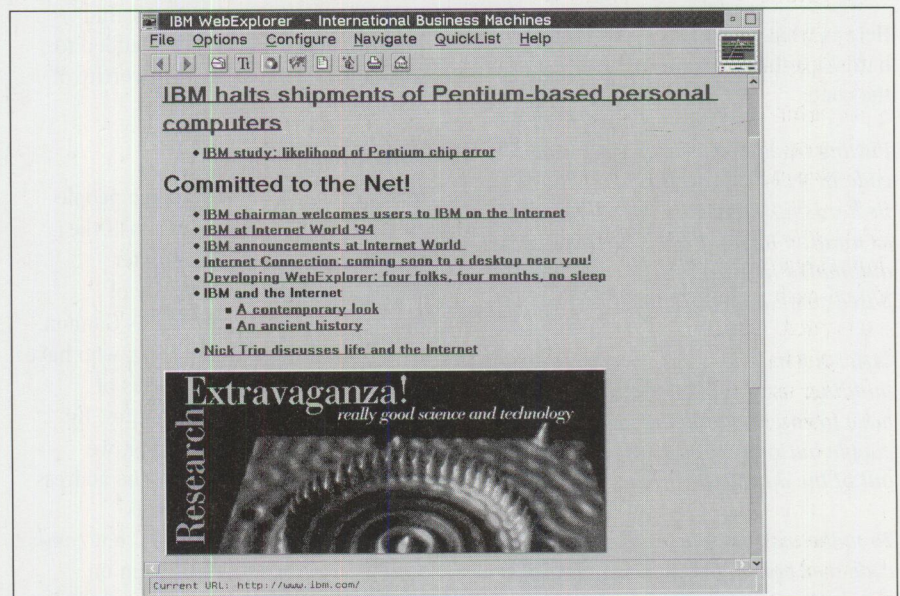 IBM WebExplorer - International Business Machines
File Options Configure Navigate QuickList Help
IBM halts shipments of Pentium-based personal
computers
• IBM study: likelihood of Pentium chip error
Committed to the Net!
• IBM chairman welcomes users to IBM on the Internet
• IBM at Internet World '94
• IBM announcements at Internet World
• Internet Connection: coming soon to a desktop near you!
• Developing WebExplorer: four folks, four months, no sleep
• IBM and the Internet
▪ A contemporary look
▪ An ancient history
• Nick Trio discusses life and the Internet
Research
Extravaganza!
really good science and technology
Current URL: http://www.ibm.com/